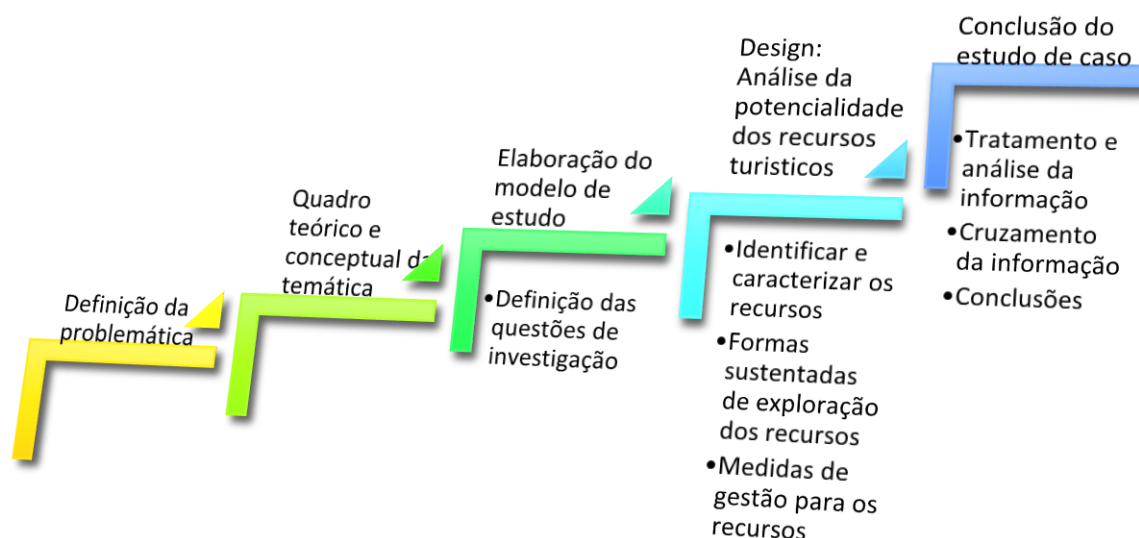 Definição da
problemática
Quadro
teórico e
conceptual da
temática
Elaboração do
modelo de
estudo
•Definição das
questões de
investigação
Design:
Análise da
potencialidade
dos recursos
turisticos
•Identificar e
caracterizar os
recursos
•Formas
sustentadas
de exploração
dos recursos
•Medidas de
gestão para os
recursos
Conclusão do
estudo de caso
•Tratamento e
análise da
informação
•Cruzamento
da informação
•Conclusões